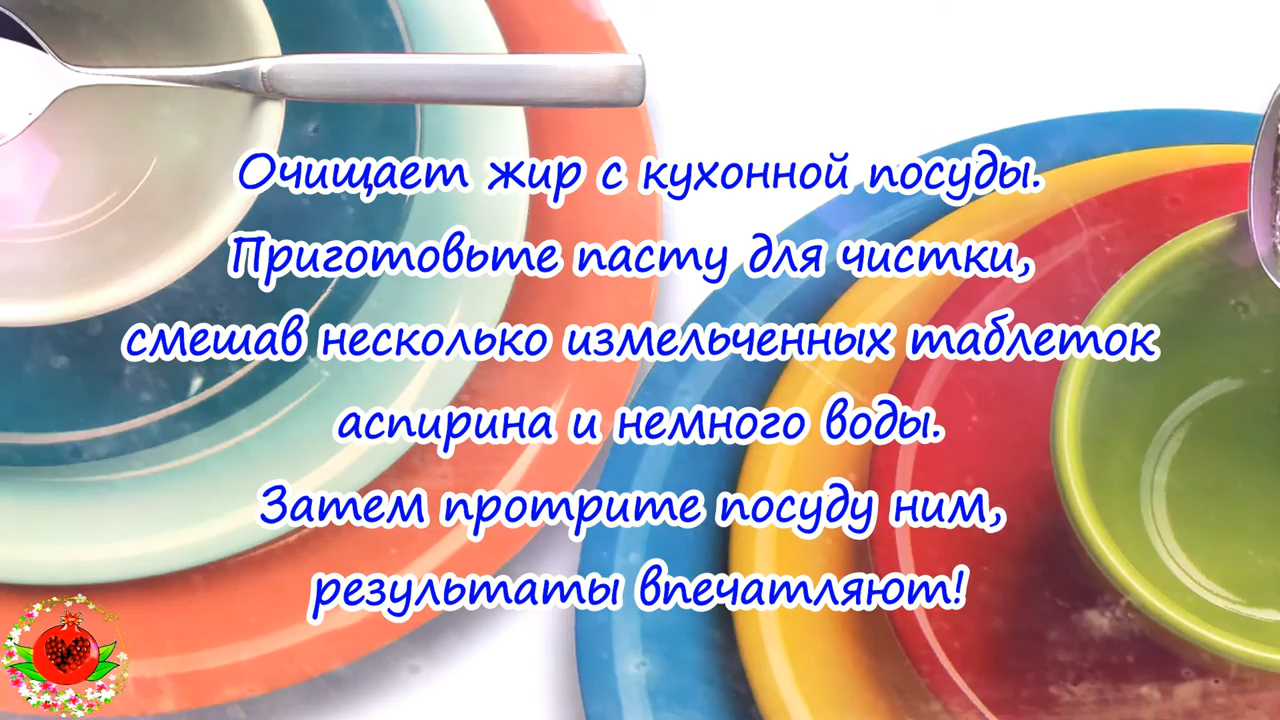 Очищает жир с кухонной посуды.
Приготовьте пасту для чистки,
смешав несколько измельченных таблеток
аспирина и немного воды.
Затем протрите посуду ним,
результаты впечатляют!